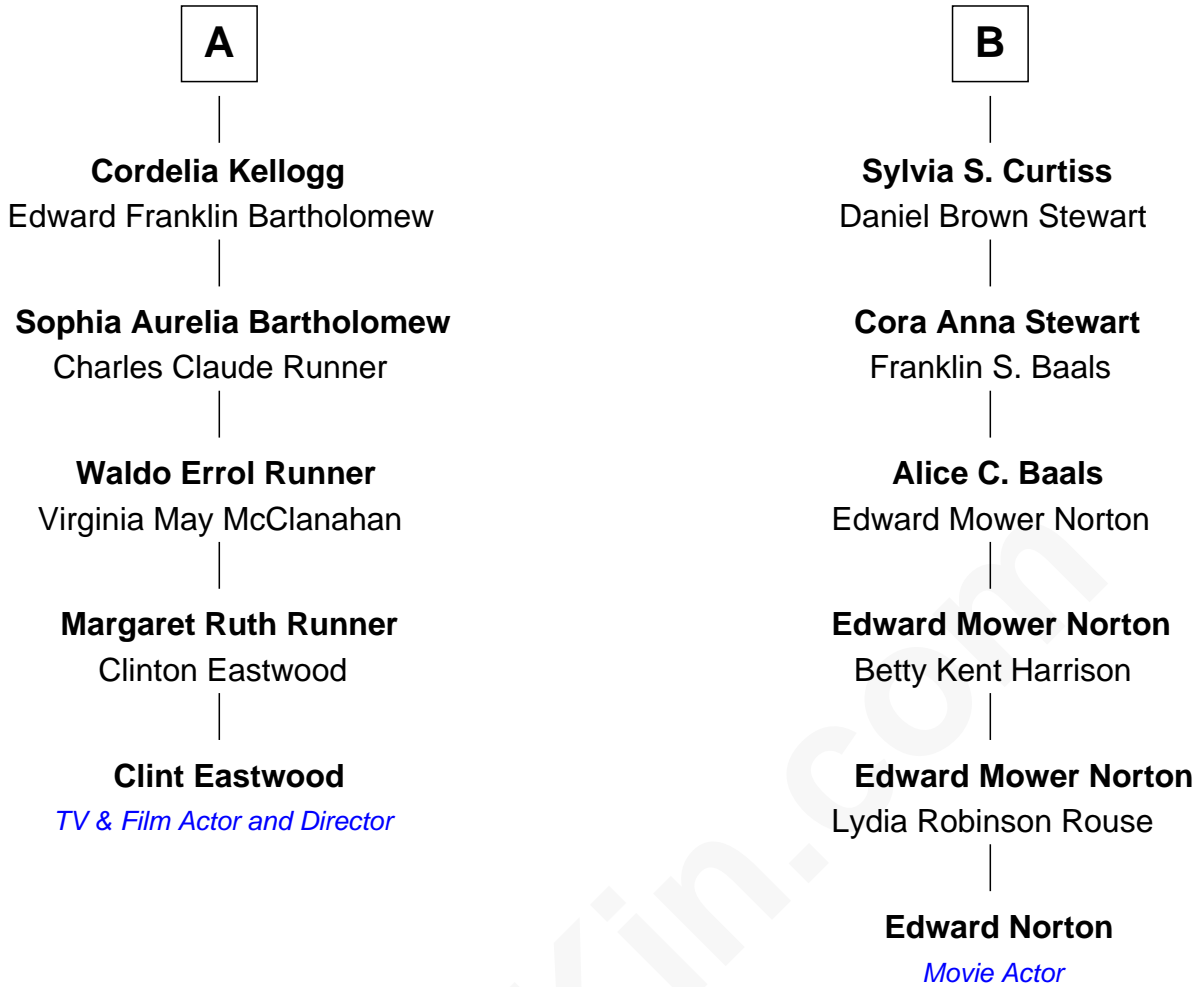 A
Cordelia Kellogg
Edward Franklin Bartholomew
Sophia Aurelia Bartholomew
Charles Claude Runner
Waldo Errol Runner
Virginia May McClanahan
Margaret Ruth Runner
Clinton Eastwood
Clint Eastwood
TV & Film Actor and Director
B
Sylvia S. Curtiss
Daniel Brown Stewart
Cora Anna Stewart
Franklin S. Baals
Alice C. Baals
Edward Mower Norton
Edward Mower Norton
Betty Kent Harrison
Edward Mower Norton
Lydia Robinson Rouse
Edward Norton
Movie Actor
Kin.com